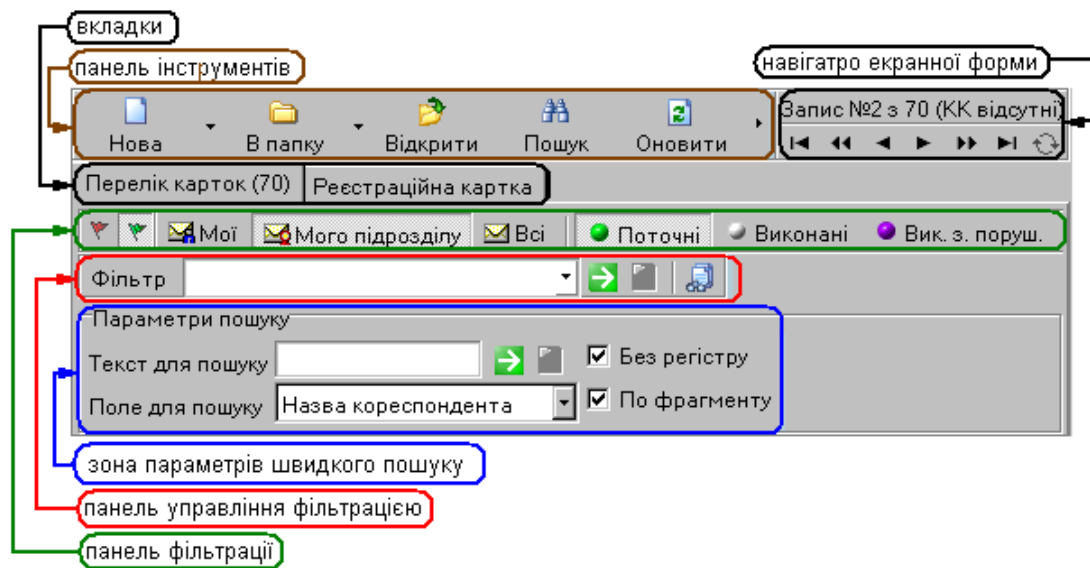 вкладки
панель інструментів
навігатро екранної форми
Нова В папку Відкрити Пошук Оновити
Запис №2 з 70 (КК відсутні)
Перелік карток (70) Реєстраційна картка
Мої Мого підрозділу Всі Поточні Виконані Вик. з. поруш.
Фільтр
Параметри пошуку
Текст для пошуку Без регістру
Поле для пошуку Назва кореспондента По фрагменту
зона параметрів швидкого пошуку
панель управління фільтрацією
панель фільтрації